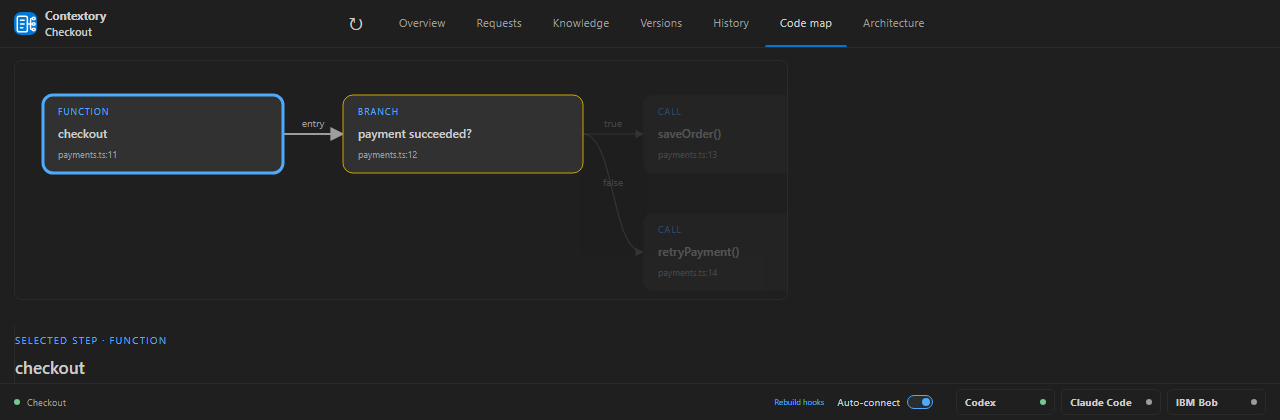 Contextory
Checkout
Overview
Requests
Knowledge
Versions
History
Code map
Architecture
FUNCTION
checkout
payments.ts:11
entry
BRANCH
payment succeeded?
payments.ts:12
true
false
CALL
saveOrder()
payments.ts:13
CALL
retryPayment()
payments.ts:14
SELECTED STEP · FUNCTION
checkout
Checkout
Rebuild hooks
Auto-connect
Codex
Claude Code
IBM Bob